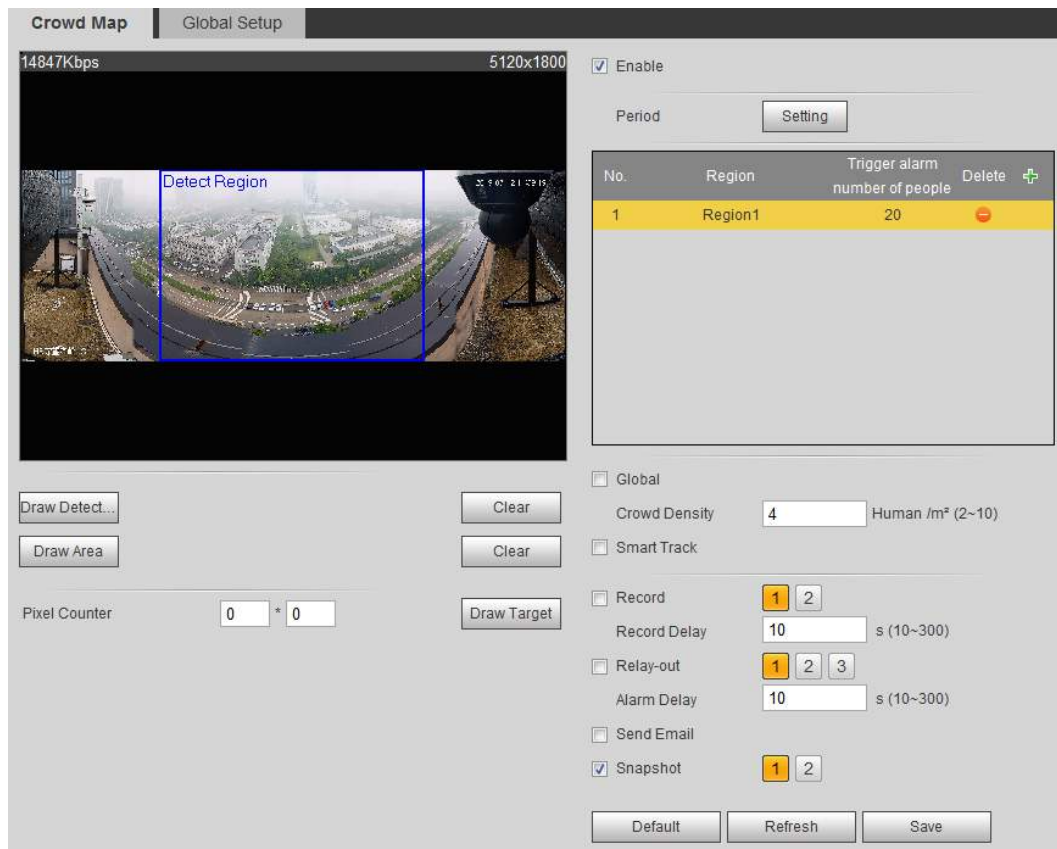 Crowd Map Global Setup
14847Kbps 5120x1800
Detect Region
Draw Detect... Clear
Draw Area Clear
Pixel Counter 0 * 0 Draw Target
Enable
Period Setting
No. Region Trigger alarm number of people Delete
1 Region1 20
Global
Crowd Density 4 Human /m² (2~10)
Smart Track
Record 1 2
Record Delay 10 s (10~300)
Relay-out 1 2 3
Alarm Delay 10 s (10~300)
Send Email
Snapshot 1 2
Default Refresh Save